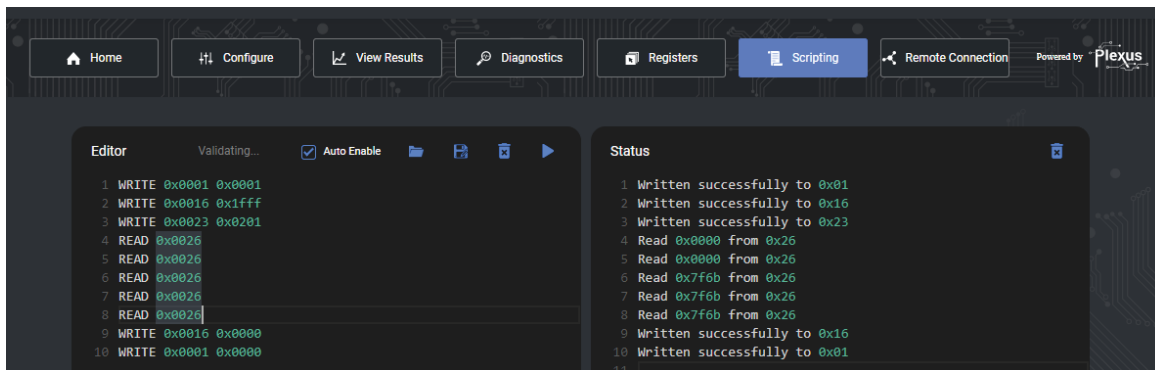 Home Configure View Results Diagnostics Registers Scripting Remote Connection Powered by Plexus
Editor Validating... Auto Enable
1 WRITE 0x0001 0x0001
2 WRITE 0x0016 0x1fff
3 WRITE 0x0023 0x0201
4 READ 0x0026
5 READ 0x0026
6 READ 0x0026
7 READ 0x0026
8 READ 0x0026
9 WRITE 0x0016 0x0000
10 WRITE 0x0001 0x0000
Status
1 Written successfully to 0x01
2 Written successfully to 0x16
3 Written successfully to 0x23
4 Read 0x0000 from 0x26
5 Read 0x0000 from 0x26
6 Read 0x7f6b from 0x26
7 Read 0x7f6b from 0x26
8 Read 0x7f6b from 0x26
9 Written successfully to 0x16
10 Written successfully to 0x01
11